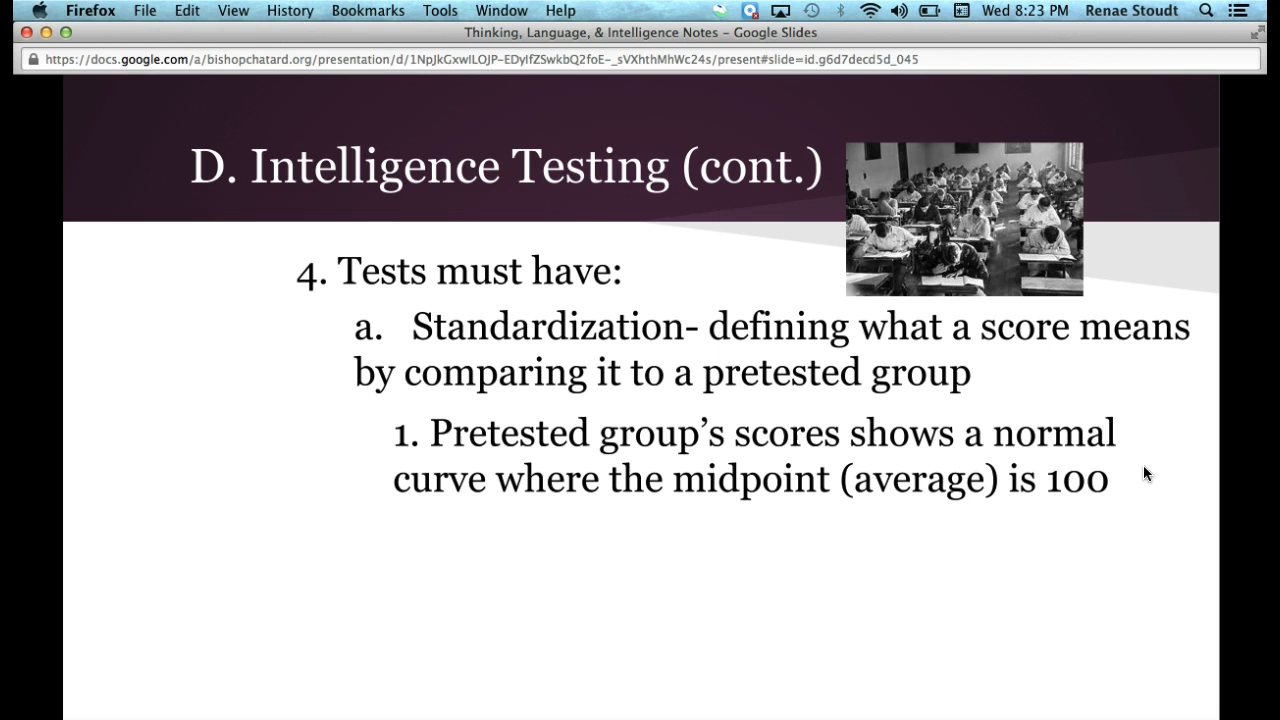 Firefox File Edit View History Bookmarks Tools Window Help Wed 8:23 PM Renae Stoudt
Thinking, Language, & Intelligence Notes – Google Slides
https://docs.google.com/a/bishopchatard.org/presentation/d/1NpJkGxwILOJP-EDyIfZSwkbQ2foE-_sVXhthMhWc24s/present#slide=id.g6d7decd5d_045
D. Intelligence Testing (cont.)
4. Tests must have:
a. Standardization- defining what a score means
by comparing it to a pretested group
1. Pretested group’s scores shows a normal
curve where the midpoint (average) is 100